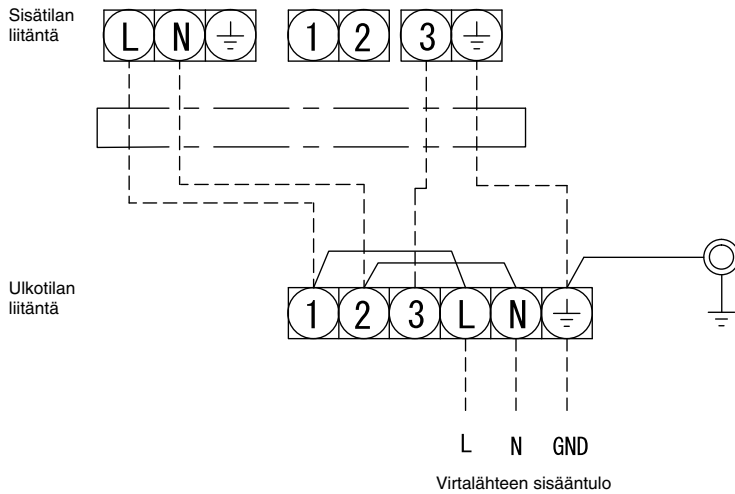 Sisätilan
liitäntä
L N 1 2 3
Ulkotilan
liitäntä
1 2 3 L N
L N GND
Virtalähteen sisääntulo